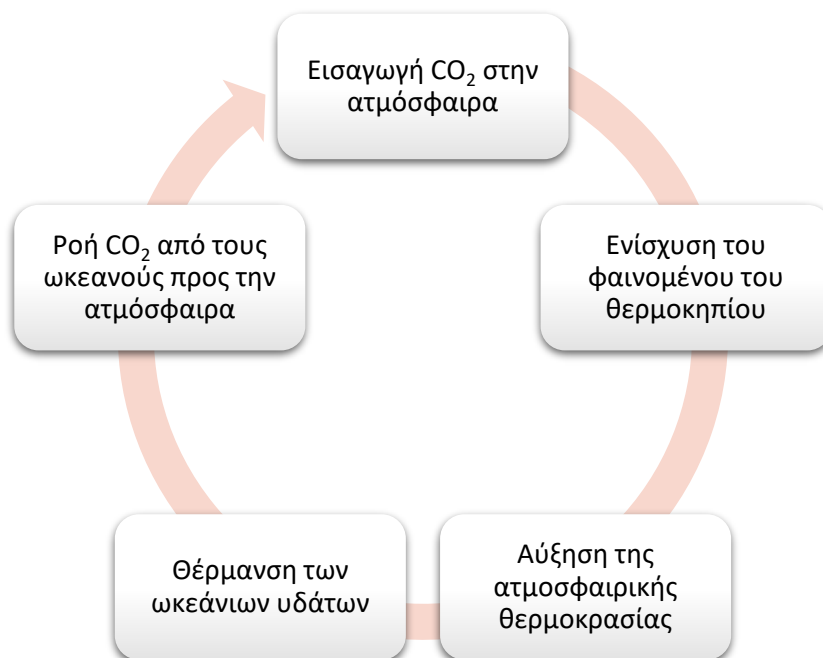 Εισαγωγή CO₂ στην
ατμόσφαιρα
Ενίσχυση του
φαινομένου του
θερμοκηπίου
Αύξηση της
ατμοσφαιρικής
θερμοκρασίας
Θέρμανση των
ωκεάνιων υδάτων
Ροή CO₂ από τους
ωκεανούς προς την
ατμόσφαιρα